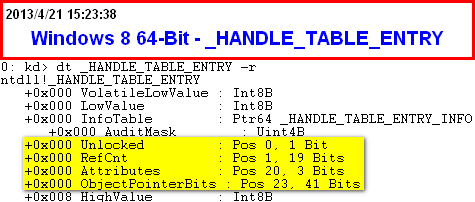 2013/4/21 15:23:38
Windows 8 64-Bit - _HANDLE_TABLE_ENTRY
0: kd> dt _HANDLE_TABLE_ENTRY -r
ntdll!_HANDLE_TABLE_ENTRY
+0x000 VolatileLowValue : Int8B
+0x000 LowValue : Int8B
+0x000 InfoTable : Ptr64 _HANDLE_TABLE_ENTRY_INFO
+0x000 AuditMask : Uint4B
+0x000 Unlocked : Pos 0, 1 Bit
+0x000 RefCnt : Pos 1, 19 Bits
+0x000 Attributes : Pos 20, 3 Bits
+0x000 ObjectPointerBits : Pos 23, 41 Bits
+0x008 HighValue : Int8B